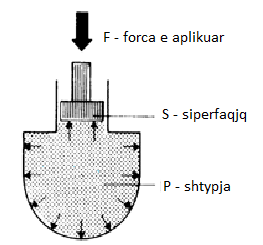 F - forca e aplikuar
S - siperfaqjq
P - shtypja